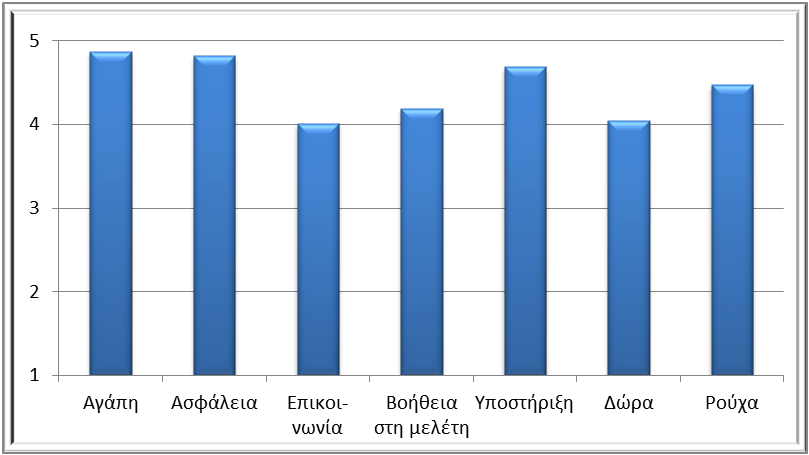 5
4
3
2
1
Αγάπη
Ασφάλεια
Επικοι-
νωνία
Βοήθεια
στη μελέτη
Υποστήριξη
Δώρα
Ρούχα